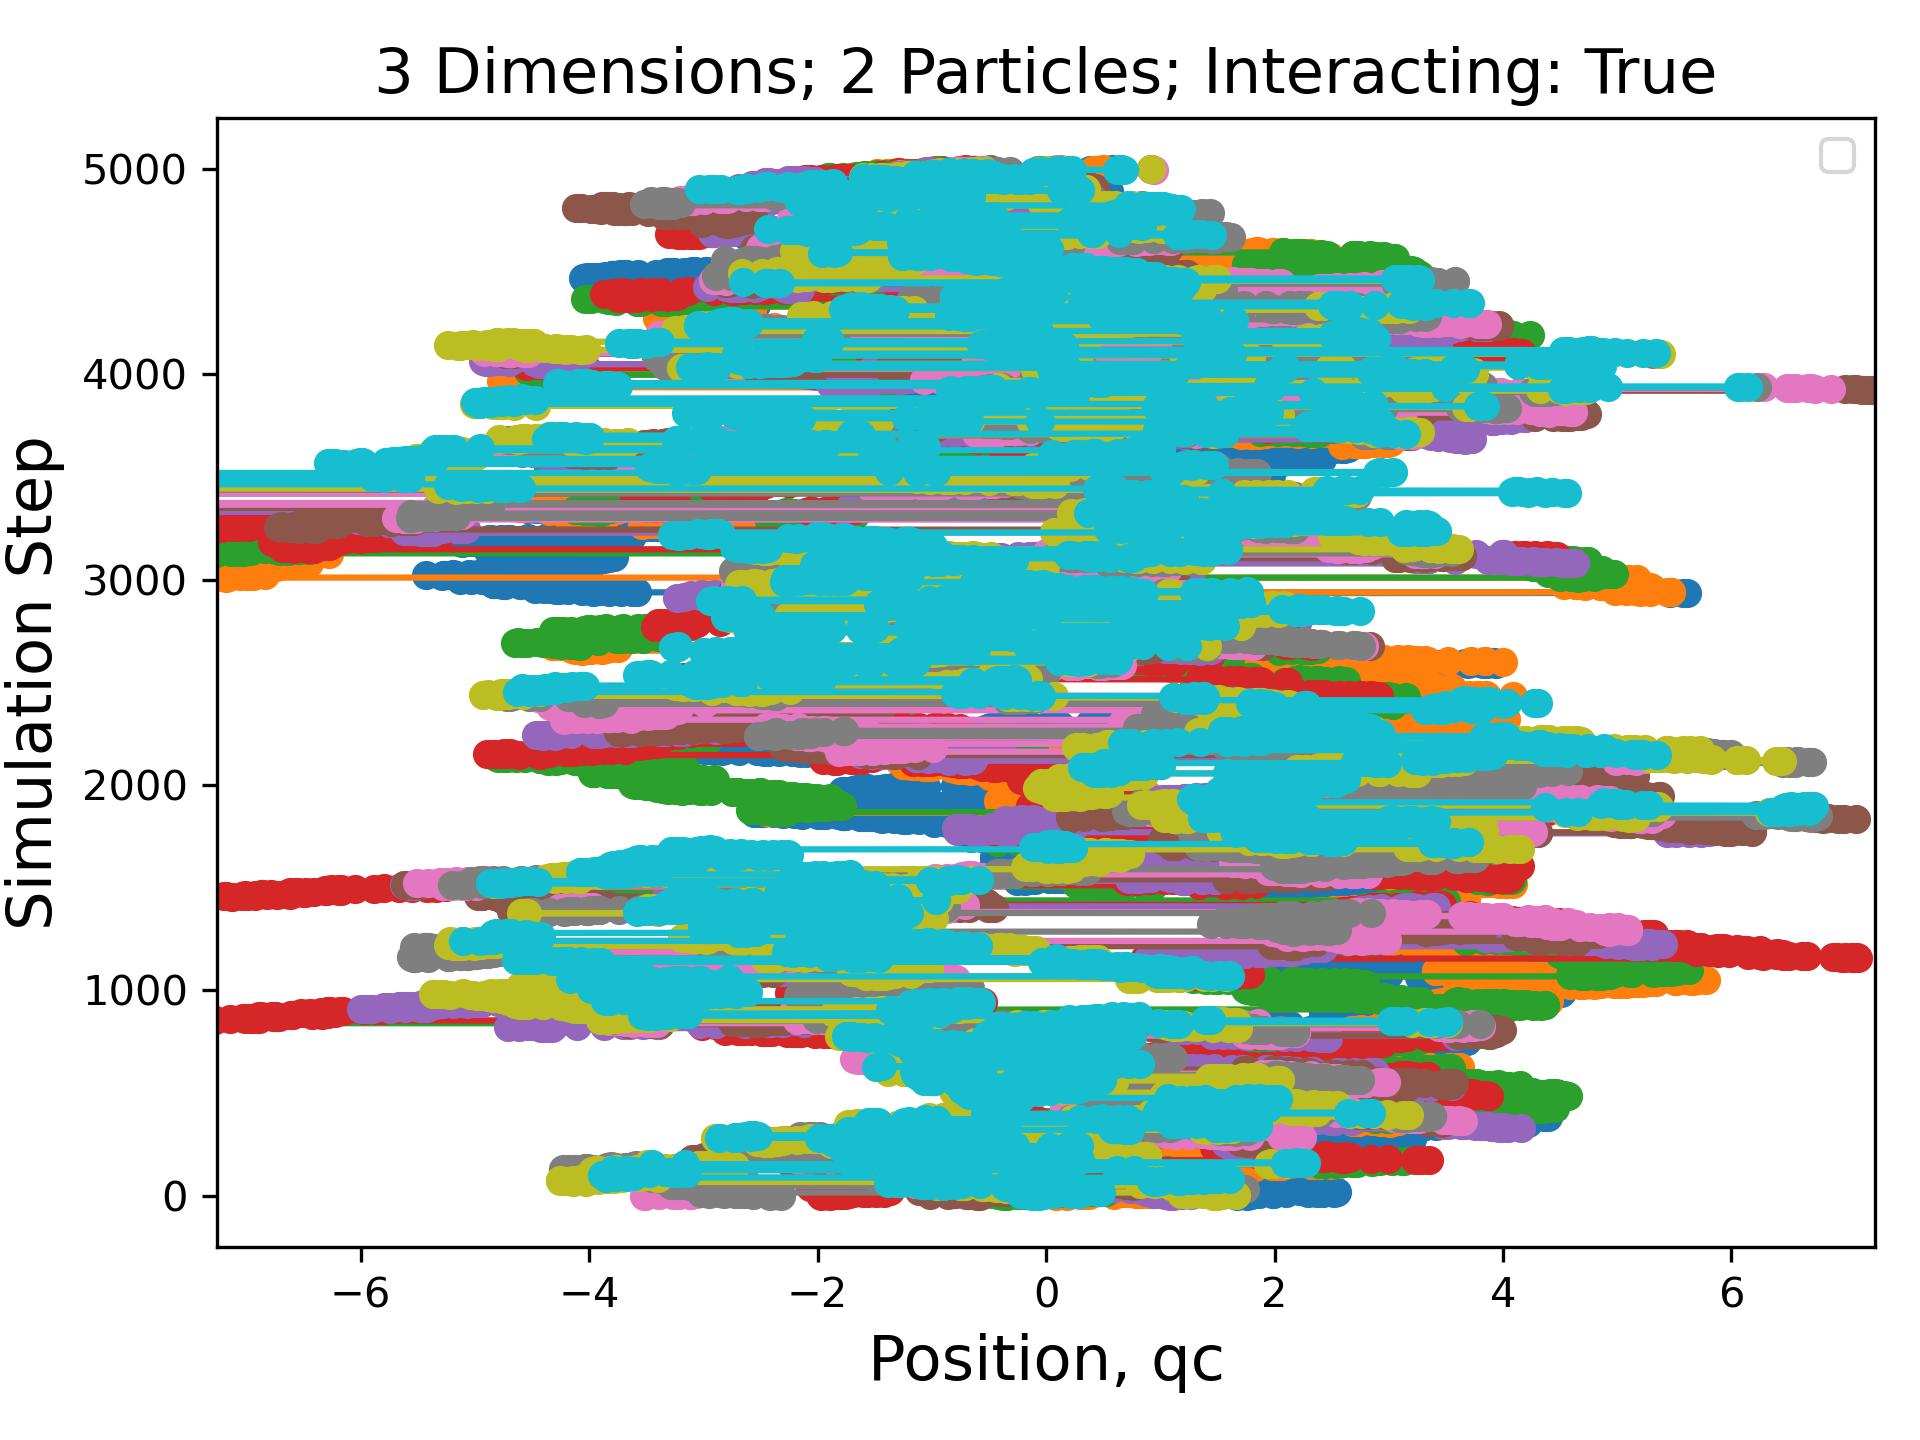 3 Dimensions; 2 Particles; Interacting: True
Simulation Step
5000
4000
3000
2000
1000
0
−6 −4 −2 0 2 4 6
Position, qc